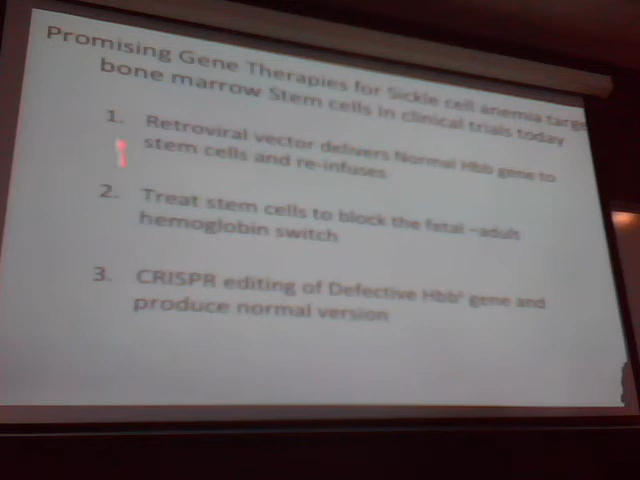 Promising Gene Therapies for Sickle cell anemia targe
bone marrow Stem cells in clinical trials today
1. Retroviral vector delivers Normal Hbb gene to
stem cells and re-infuses
2. Treat stem cells to block the fetal –adult
hemoglobin switch
3. CRISPR editing of Defective Hbbˢ gene and
produce normal version